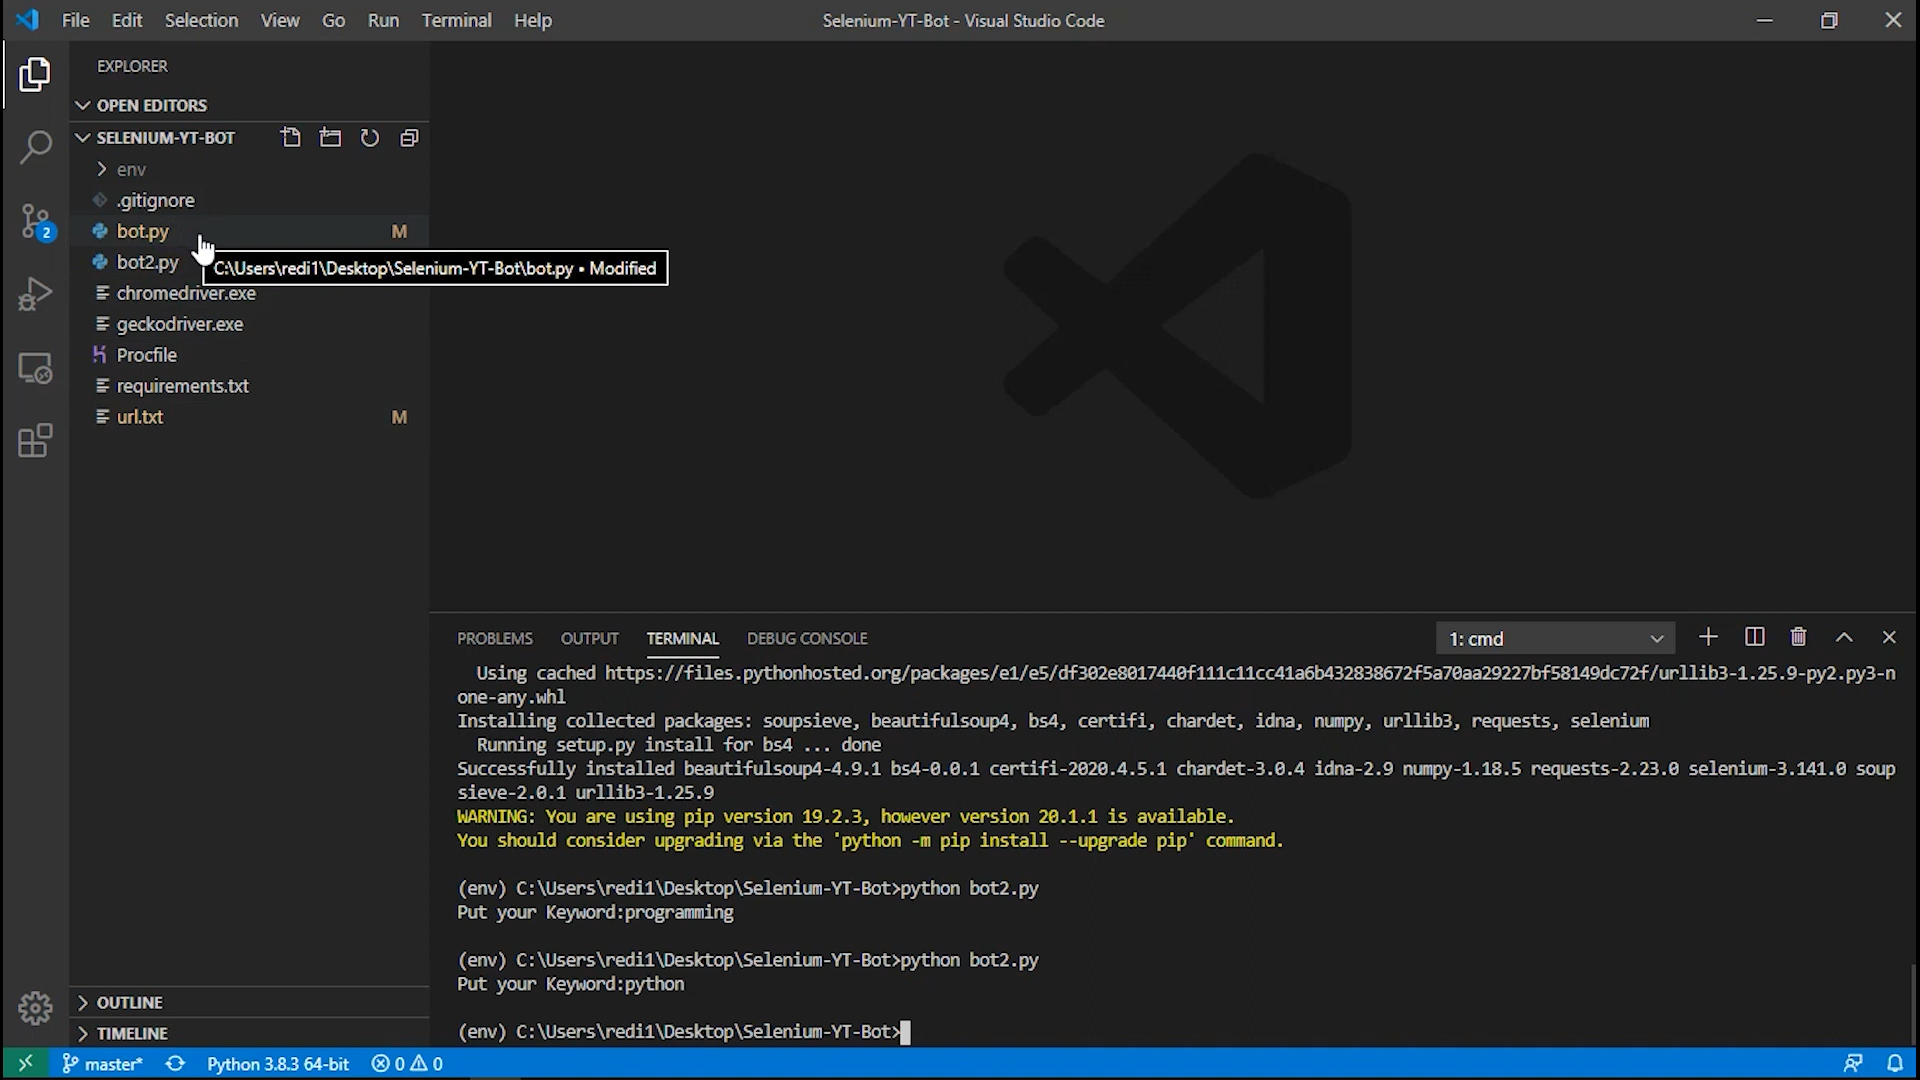 File Edit Selection View Go Run Terminal Help
Selenium-YT-Bot - Visual Studio Code
EXPLORER
OPEN EDITORS
SELENIUM-YT-BOT
env
.gitignore
bot.py M
bot2.py
C:\Users\redi1\Desktop\Selenium-YT-Bot\bot.py • Modified
chromedriver.exe
geckodriver.exe
Procfile
requirements.txt
url.txt M
2
OUTLINE
TIMELINE
PROBLEMS OUTPUT TERMINAL DEBUG CONSOLE
1: cmd
Using cached https://files.pythonhosted.org/packages/e1/e5/df302e8017440f111c11cc41a6b432838672f5a70aa29227bf58149dc72f/urllib3-1.25.9-py2.py3-n
one-any.whl
Installing collected packages: soupsieve, beautifulsoup4, bs4, certifi, chardet, idna, numpy, urllib3, requests, selenium
Running setup.py install for bs4 ... done
Successfully installed beautifulsoup4-4.9.1 bs4-0.0.1 certifi-2020.4.5.1 chardet-3.0.4 idna-2.9 numpy-1.18.5 requests-2.23.0 selenium-3.141.0 soup
sieve-2.0.1 urllib3-1.25.9
WARNING: You are using pip version 19.2.3, however version 20.1.1 is available.
You should consider upgrading via the 'python -m pip install --upgrade pip' command.
(env) C:\Users\redi1\Desktop\Selenium-YT-Bot>python bot2.py
Put your Keyword:programming
(env) C:\Users\redi1\Desktop\Selenium-YT-Bot>python bot2.py
Put your Keyword:python
(env) C:\Users\redi1\Desktop\Selenium-YT-Bot>
master* Python 3.8.3 64-bit 0 0